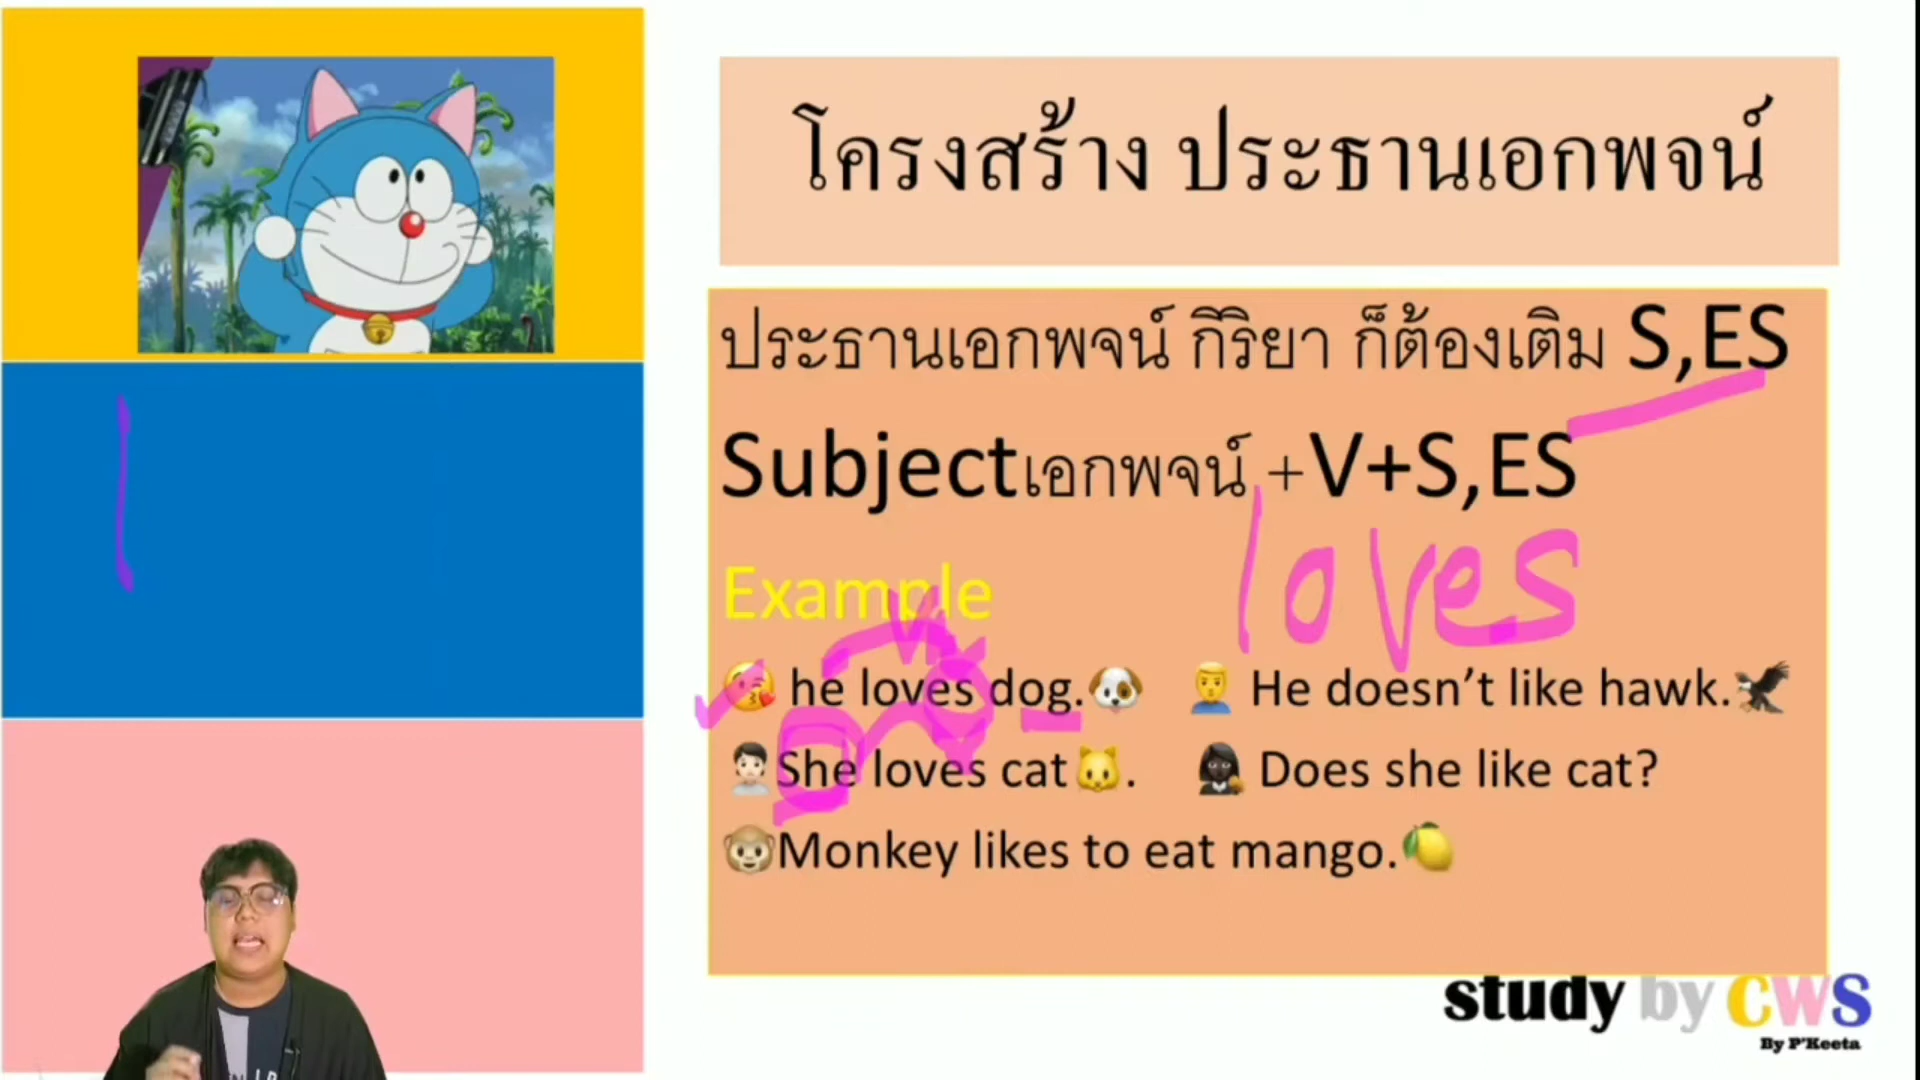 โครงสร้าง ประธานเอกพจน์
ประธานเอกพจน์ กิริยา ก็ต้องเติม S,ES
Subjectเอกพจน์ +V+S,ES
loves
Example
he loves dog. He doesn't like hawk.
She loves cat. Does she like cat?
Monkey likes to eat mango.
study by CWS
By P'Keeta